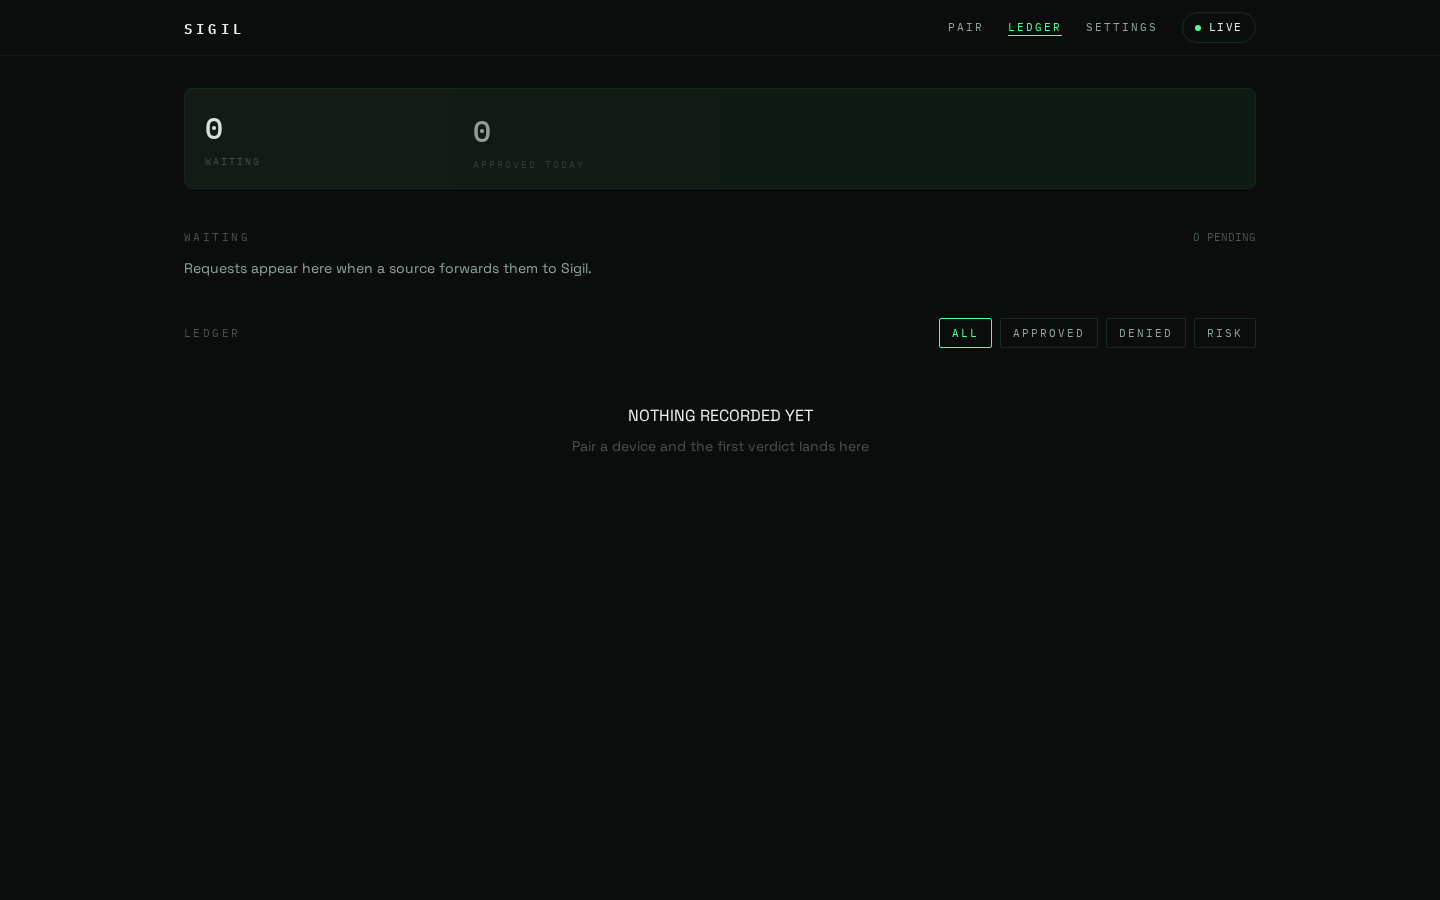 SIGIL
PAIR LEDGER SETTINGS LIVE
0 0
WAITING APPROVED TODAY
WAITING 0 PENDING
Requests appear here when a source forwards them to Sigil.
LEDGER ALL APPROVED DENIED RISK
NOTHING RECORDED YET
Pair a device and the first verdict lands here